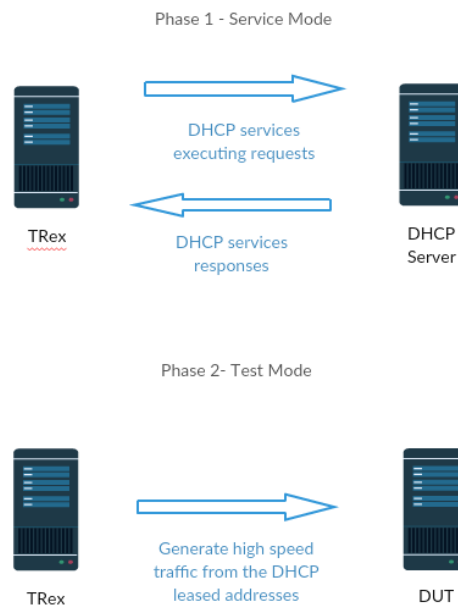 Phase 1 - Service Mode
DHCP services
executing requests
TRex
DHCP
Server
DHCP services
responses
Phase 2- Test Mode
Generate high speed
traffic from the DHCP
leased addresses
TRex
DUT